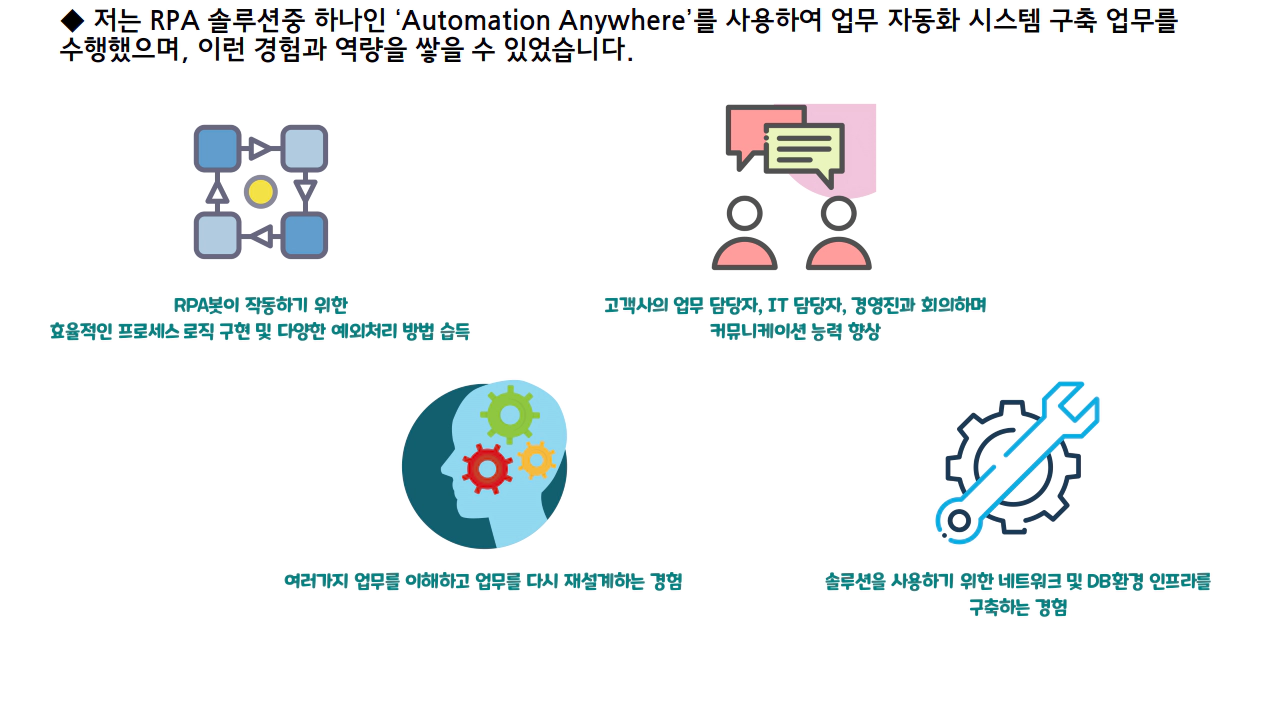 ◆ 저는 RPA 솔루션중 하나인 ‘Automation Anywhere’를 사용하여 업무 자동화 시스템 구축 업무를
수행했으며, 이런 경험과 역량을 쌓을 수 있었습니다.
RPA봇이 작동하기 위한
효율적인 프로세스 로직 구현 및 다양한 예외처리 방법 습득
고객사의 업무 담당자, IT 담당자, 경영진과 회의하며
커뮤니케이션 능력 향상
여러가지 업무를 이해하고 업무를 다시 재설계하는 경험
솔루션을 사용하기 위한 네트워크 및 DB환경 인프라를
구축하는 경험